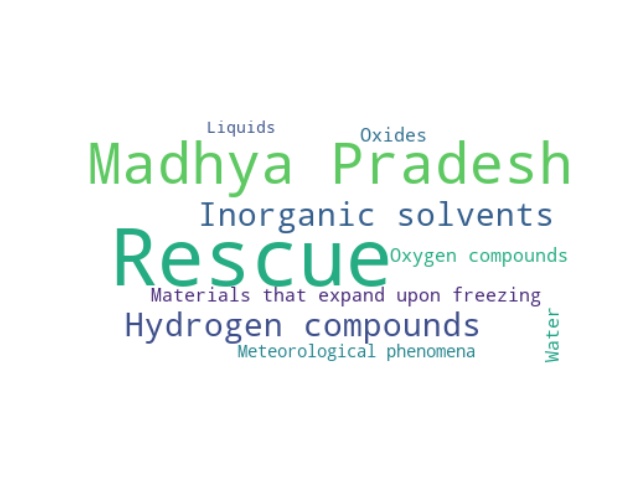 Liquids
Oxides
Madhya Pradesh
Inorganic solvents
Rescue
Oxygen compounds
Materials that expand upon freezing
Hydrogen compounds
Water
Meteorological phenomena